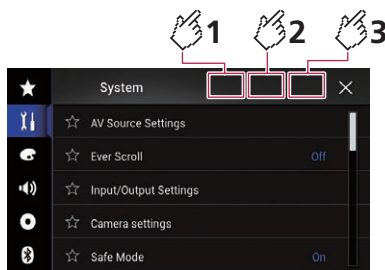 1 2 3
System
AV Source Settings
Ever Scroll Off
Input/Output Settings
Camera settings
Safe Mode On